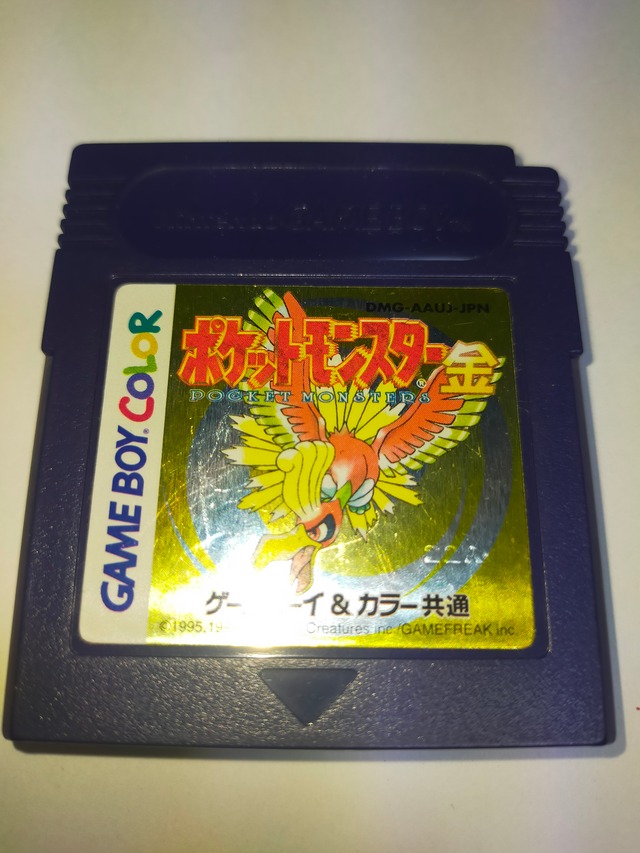 DMG-AAUJ-JPN
ポケットモンスター®金
POCKET MONSTERS
GAME BOY® COLOR
ゲー イ&カラー共通
©1995,19 Creatures inc./GAMEFREAK inc.